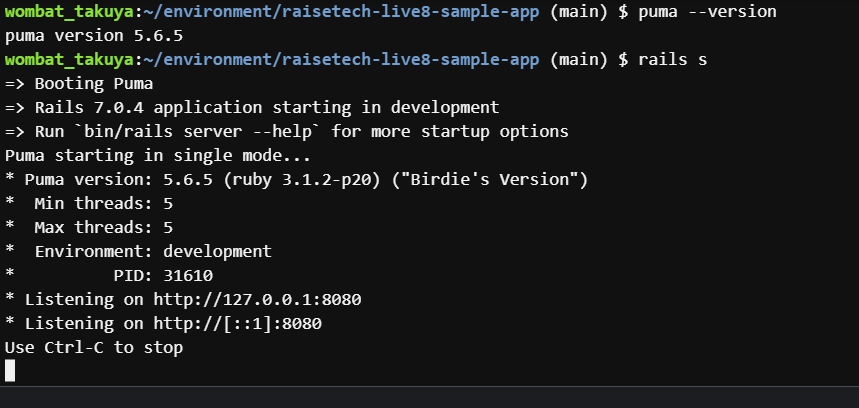 wombat_takuya:~/environment/raisetech-live8-sample-app (main) $ puma --version
puma version 5.6.5
wombat_takuya:~/environment/raisetech-live8-sample-app (main) $ rails s
=> Booting Puma
=> Rails 7.0.4 application starting in development
=> Run `bin/rails server --help` for more startup options
Puma starting in single mode...
* Puma version: 5.6.5 (ruby 3.1.2-p20) ("Birdie's Version")
*  Min threads: 5
*  Max threads: 5
*  Environment: development
*          PID: 31610
* Listening on http://127.0.0.1:8080
* Listening on http://[::1]:8080
Use Ctrl-C to stop